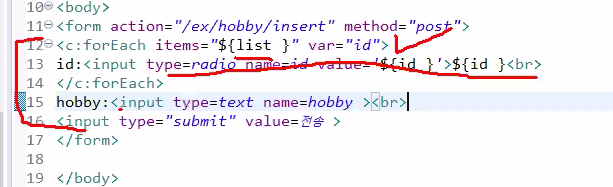 10 <body>
11 <form action="/ex/hobby/insert" method="post">
12 <c:forEach items="${list }" var="id">
13 id:<input type=radio name=id value='${id }'>${id }<br>
14 </c:forEach>
15 hobby:<input type=text name=hobby ><br>
16 <input type="submit" value=전송 >
17 </form>
18
19 </body>